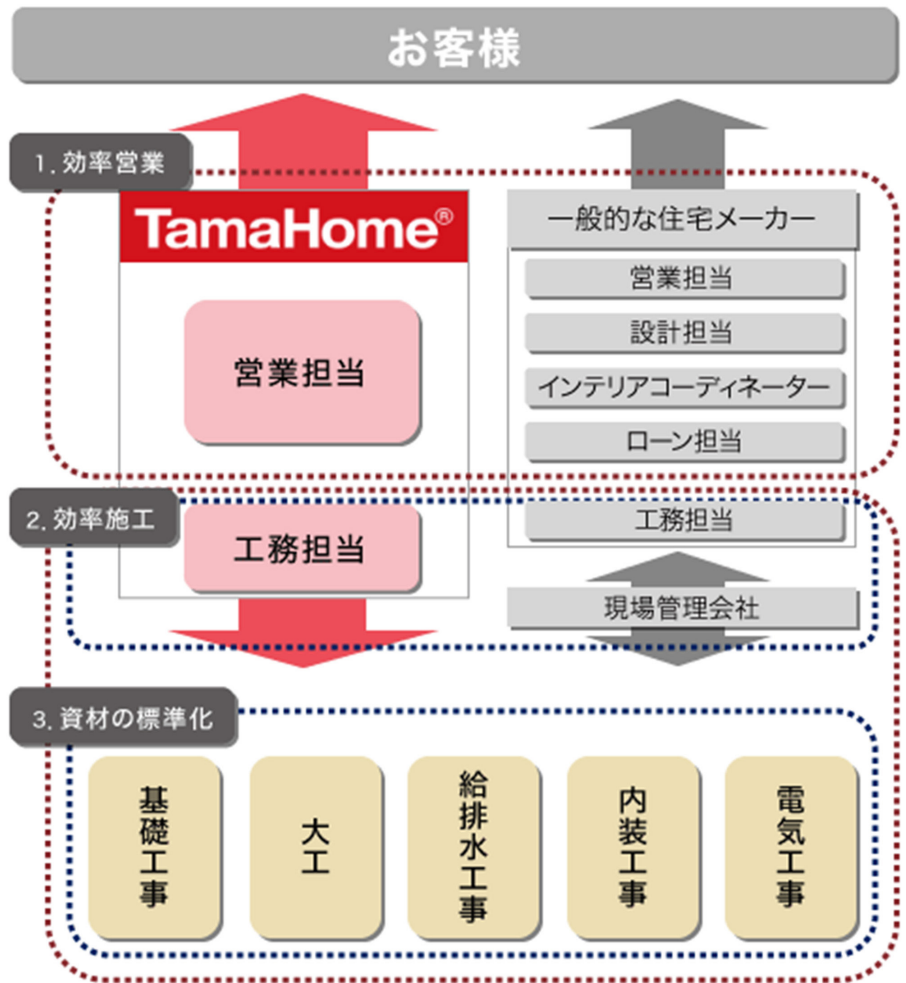 お客様
1. 効率営業
TamaHome®
営業担当
一般的な住宅メーカー
営業担当
設計担当
インテリアコーディネーター
ローン担当
2. 効率施工
工務担当
工務担当
現場管理会社
3. 資材の標準化
基礎工事
大工
給排水工事
内装工事
電気工事